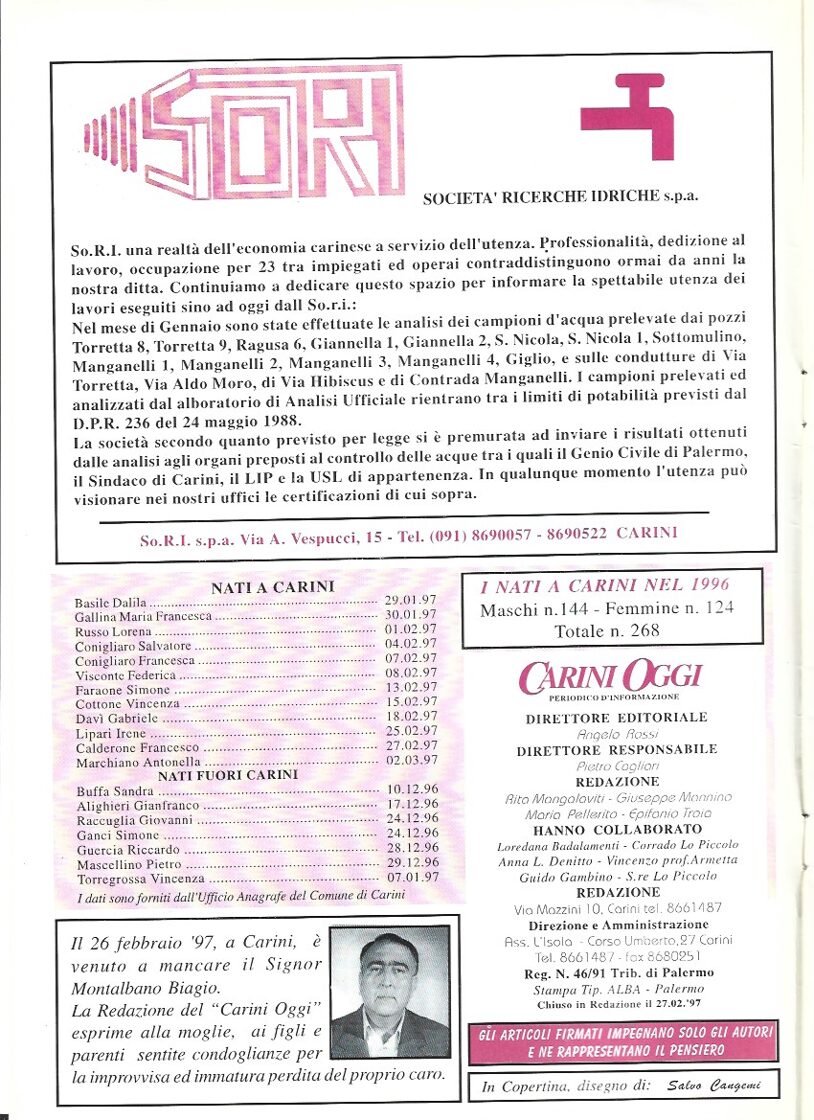 SORI
SOCIETA' RICERCHE IDRICHE s.p.a.
So.R.I. una realtà dell'economia carinese a servizio dell'utenza. Professionalità, dedizione al
lavoro, occupazione per 23 tra impiegati ed operai contraddistinguono ormai da anni la
nostra ditta. Continuiamo a dedicare questo spazio per informare la spettabile utenza dei
lavori eseguiti sino ad oggi dall So.r.i.:
Nel mese di Gennaio sono state effettuate le analisi dei campioni d'acqua prelevate dai pozzi
Torretta 8, Torretta 9, Ragusa 6, Giannella 1, Giannella 2, S. Nicola, S. Nicola 1, Sottomulino,
Manganelli 1, Manganelli 2, Manganelli 3, Manganelli 4, Giglio, e sulle condutture di Via
Torretta, Via Aldo Moro, di Via Hibiscus e di Contrada Manganelli. I campioni prelevati ed
analizzati dal alboratorio di Analisi Ufficiale rientrano tra i limiti di potabilità previsti dal
D.P.R. 236 del 24 maggio 1988.
La società secondo quanto previsto per legge si è premurata ad inviare i risultati ottenuti
dalle analisi agli organi preposti al controllo delle acque tra i quali il Genio Civile di Palermo,
il Sindaco di Carini, il LIP e la USL di appartenenza. In qualunque momento l'utenza può
visionare nei nostri uffici le certificazioni di cui sopra.
So.R.I. s.p.a. Via A. Vespucci, 15 - Tel. (091) 8690057 - 8690522 CARINI
NATI A CARINI
Basile Dalila ........ 29.01.97
Gallina Maria Francesca ........ 30.01.97
Russo Lorena ........ 01.02.97
Conigliaro Salvatore ........ 04.02.97
Conigliaro Francesca ........ 07.02.97
Visconte Federica ........ 08.02.97
Faraone Simone ........ 13.02.97
Cottone Vincenza ........ 15.02.97
Davì Gabriele ........ 18.02.97
Lipari Irene ........ 25.02.97
Calderone Francesco ........ 27.02.97
Marchiano Antonella ........ 02.03.97
NATI FUORI CARINI
Buffa Sandra ........ 10.12.96
Alighieri Gianfranco ........ 17.12.96
Raccuglia Giovanni ........ 24.12.96
Ganci Simone ........ 24.12.96
Guercia Riccardo ........ 28.12.96
Mascellino Pietro ........ 29.12.96
Torregrossa Vincenza ........ 07.01.97
I dati sono forniti dall'Ufficio Anagrafe del Comune di Carini
Il 26 febbraio '97, a Carini, è
venuto a mancare il Signor
Montalbano Biagio.
La Redazione del "Carini Oggi"
esprime alla moglie, ai figli e
parenti sentite condoglianze per
la improvvisa ed immatura perdita del proprio caro.
I NATI A CARINI NEL 1996
Maschi n.144 - Femmine n. 124
Totale n. 268
CARINI OGGI
PERIODICO D'INFORMAZIONE
DIRETTORE EDITORIALE
Angelo Rossi
DIRETTORE RESPONSABILE
Pietro Cagliari
REDAZIONE
Rita Mangalaviti - Giuseppe Mannino
Maria Pellerito - Epifania Traia
HANNO COLLABORATO
Loredana Badalamenti - Corrado Lo Piccolo
Anna L. Denitto - Vincenzo prof.Armetta
Guido Gambino - S.re Lo Piccolo
REDAZIONE
Via Mazzini 10, Carini tel. 8661487
Direzione e Amministrazione
Ass. L'Isola - Corso Umberto,27 Carini
Tel. 8661487 - fax 8680251
Reg. N. 46/91 Trib. di Palermo
Stampa Tip. ALBA - Palermo
Chiuso in Redazione il 27.02.'97
GLI ARTICOLI FIRMATI IMPEGNANO SOLO GLI AUTORI
E NE RAPPRESENTANO IL PENSIERO
In Copertina, disegno di: Salvo Cangemi